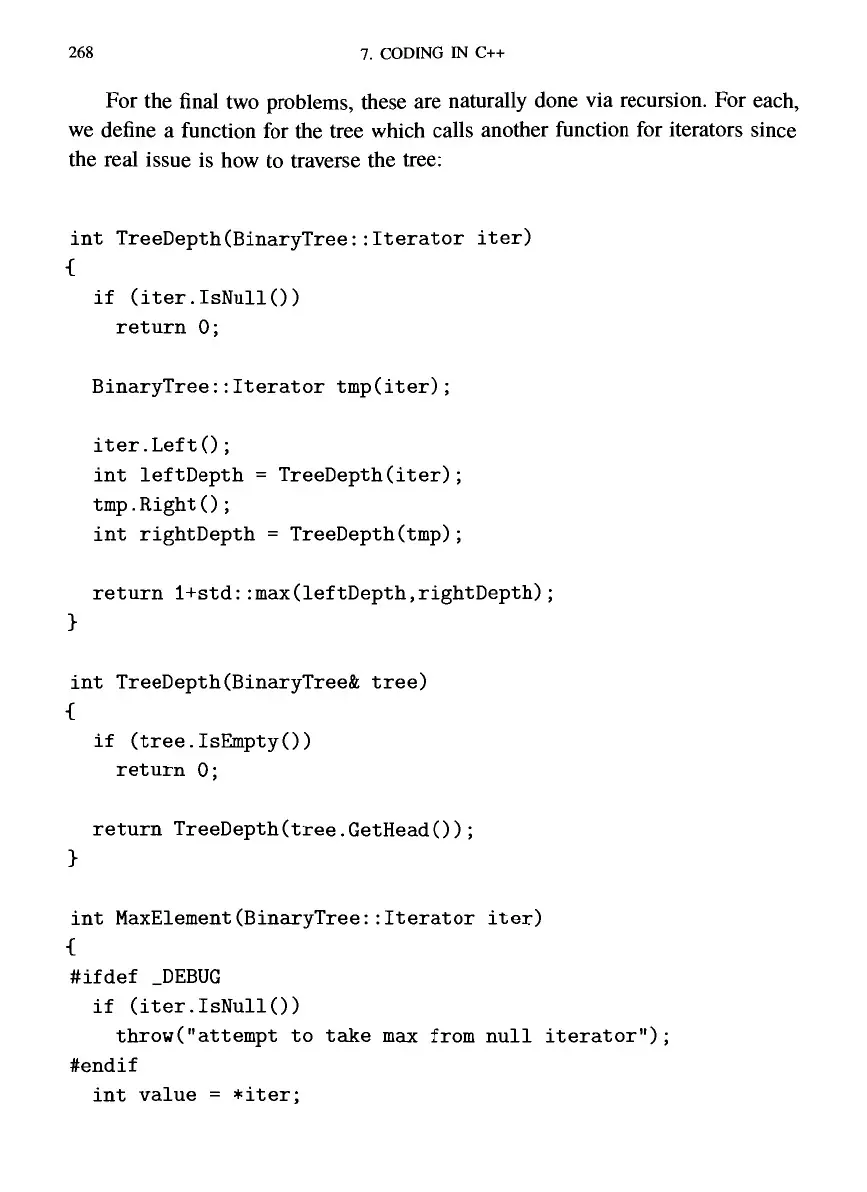 268 7. CODING IN C++
For the final two problems, these are naturally done via recursion. For each,
we define a function for the tree which calls another function for iterators since
the real issue is how to traverse the tree:
int TreeDepth(BinaryTree::Iterator iter)
{
if (iter.IsNull())
return 0;
BinaryTree::Iterator tmp(iter);
iter.Left();
int leftDepth = TreeDepth(iter);
tmp.Right();
int rightDepth = TreeDepth(tmp);
return 1+std::max(leftDepth,rightDepth);
}
int TreeDepth(BinaryTree& tree)
{
if (tree.IsEmpty())
return 0;
return TreeDepth(tree.GetHead());
}
int MaxElement(BinaryTree::Iterator iter)
{
#ifdef _DEBUG
if (iter.IsNull())
throw("attempt to take max from null iterator");
#endif
int value = *iter;